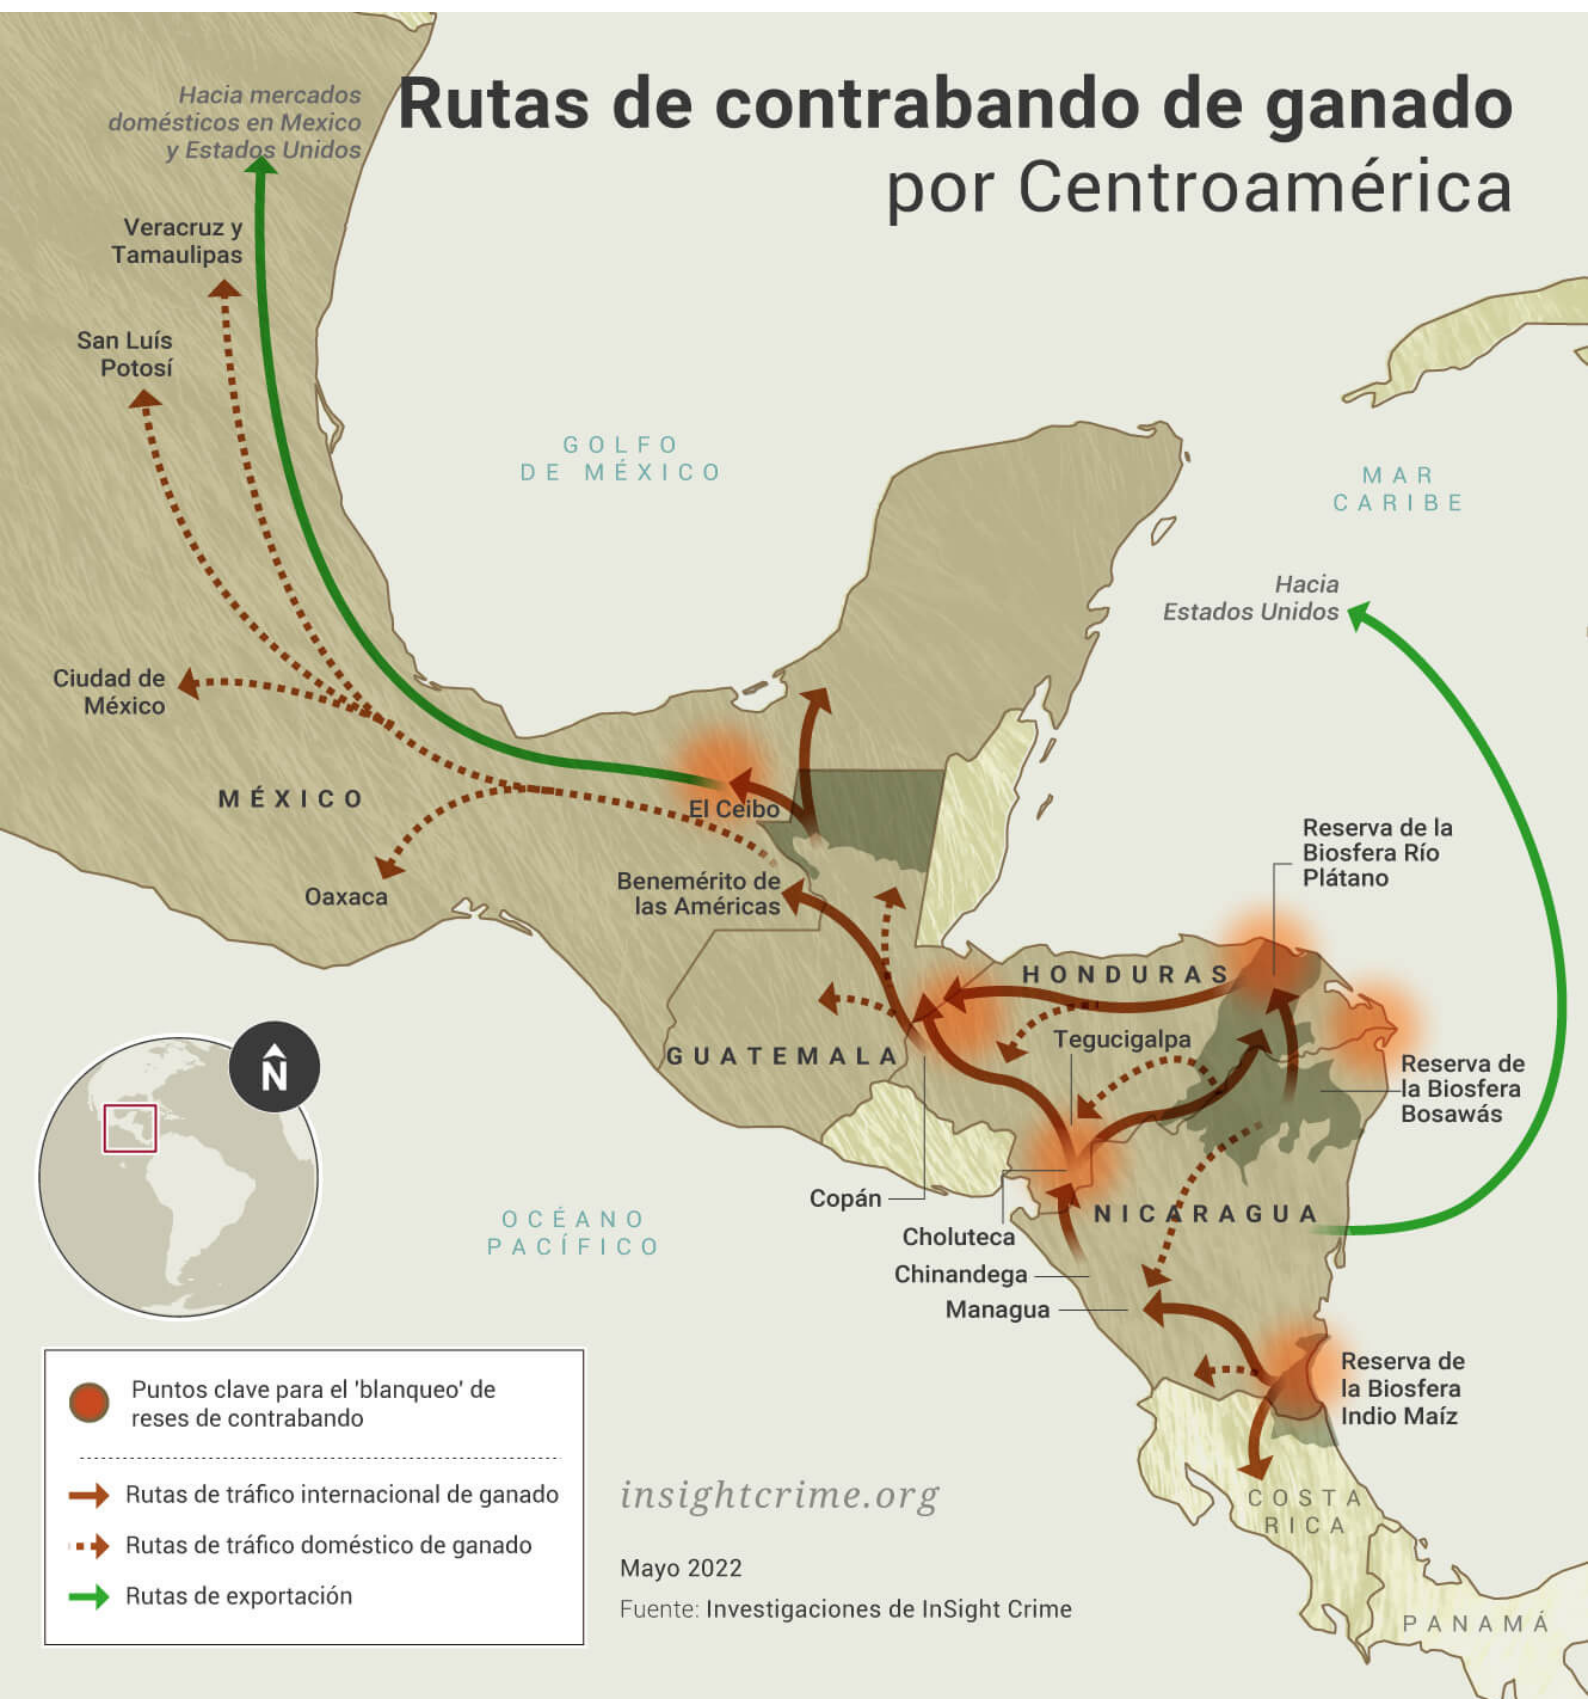 Rutas de contrabando de ganado
por Centroamérica
Hacia mercados
domésticos en Mexico
y Estados Unidos
Veracruz y
Tamaulipas
San Luís
Potosí
GOLFO
DE MÉXICO
MAR
CARIBE
Hacia
Estados Unidos
Ciudad de
México
MÉXICO
El Ceibo
Oaxaca
Benemérito de
las Américas
Reserva de la
Biosfera Río
Plátano
HONDURAS
Tegucigalpa
GUATEMALA
Reserva de
la Biosfera
Bosawás
N
Copán
OCÉANO
PACÍFICO
NICARAGUA
Choluteca
Chinandega
Managua
Reserva de
la Biosfera
Indio Maíz
COSTA
RICA
PANAMÁ
Puntos clave para el 'blanqueo' de
reses de contrabando
Rutas de tráfico internacional de ganado
Rutas de tráfico doméstico de ganado
Rutas de exportación
insightcrime.org
Mayo 2022
Fuente: Investigaciones de InSight Crime